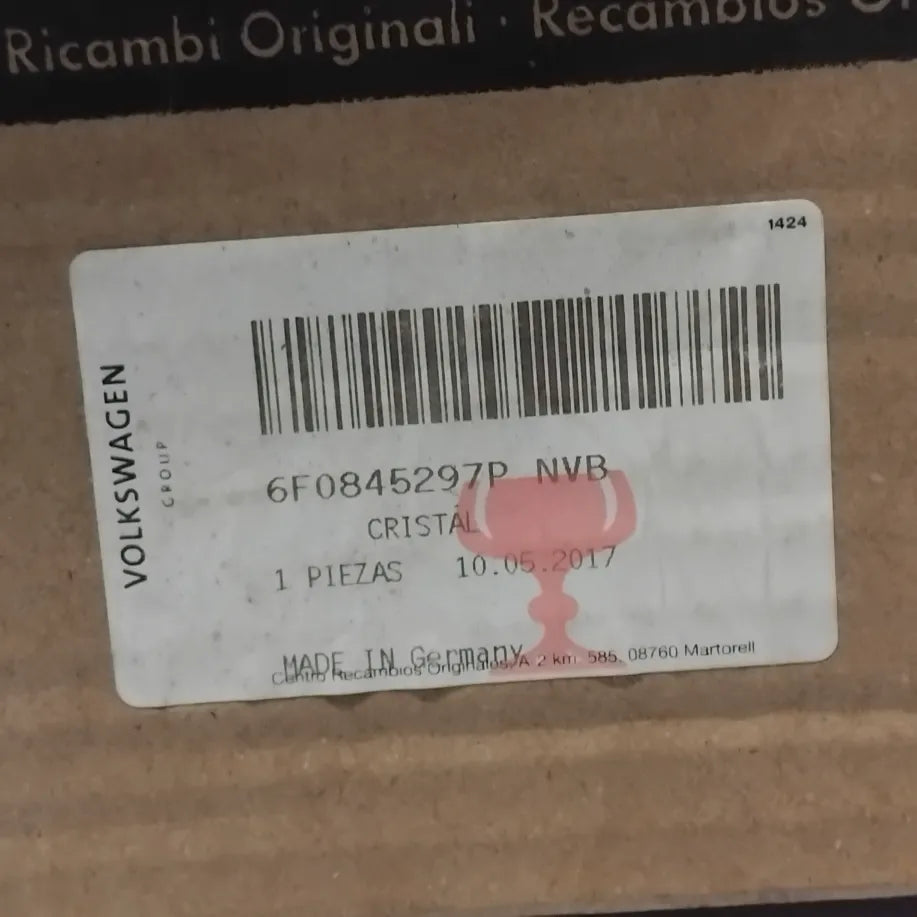 Ricambi Originali · Recambios
1424
VOLKSWAGEN
GROUP
6F0845297P NVB
CRISTAL
1 PIEZAS 10.05.2017
MADE IN Germany
Centro Recambios Originales, A 2 km. 585, 08760 Martorell